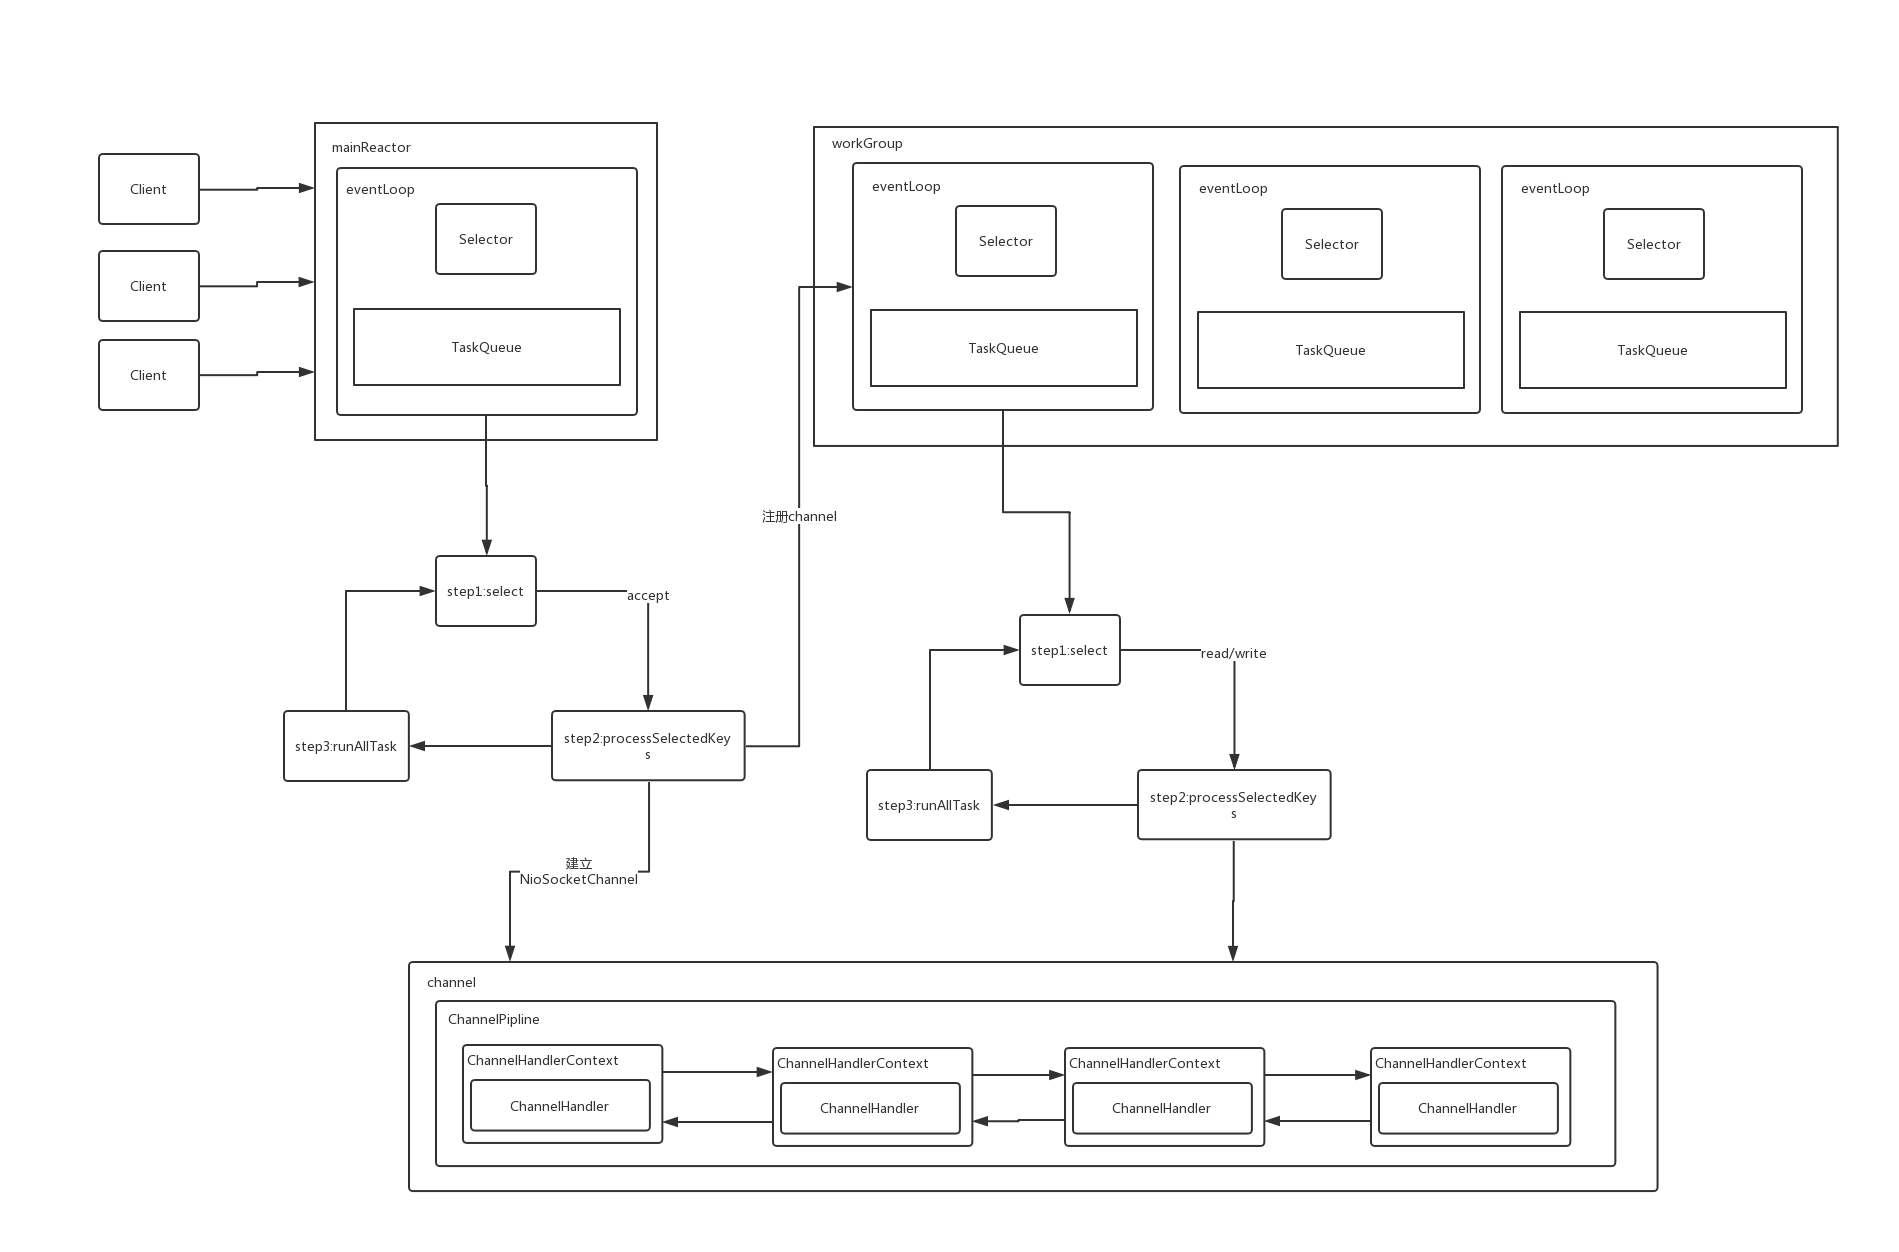 mainReactor
workGroup
Client
Client
Client
eventLoop
Selector
TaskQueue
eventLoop
Selector
TaskQueue
eventLoop
Selector
TaskQueue
eventLoop
Selector
TaskQueue
注册channel
step1:select
accept
step2:processSelectedKey
s
step3:runAllTask
step1:select
read/write
step2:processSelectedKey
s
step3:runAllTask
建立
NioSocketChannel
channel
ChannelPipline
ChannelHandlerContext
ChannelHandler
ChannelHandlerContext
ChannelHandler
ChannelHandlerContext
ChannelHandler
ChannelHandlerContext
ChannelHandler